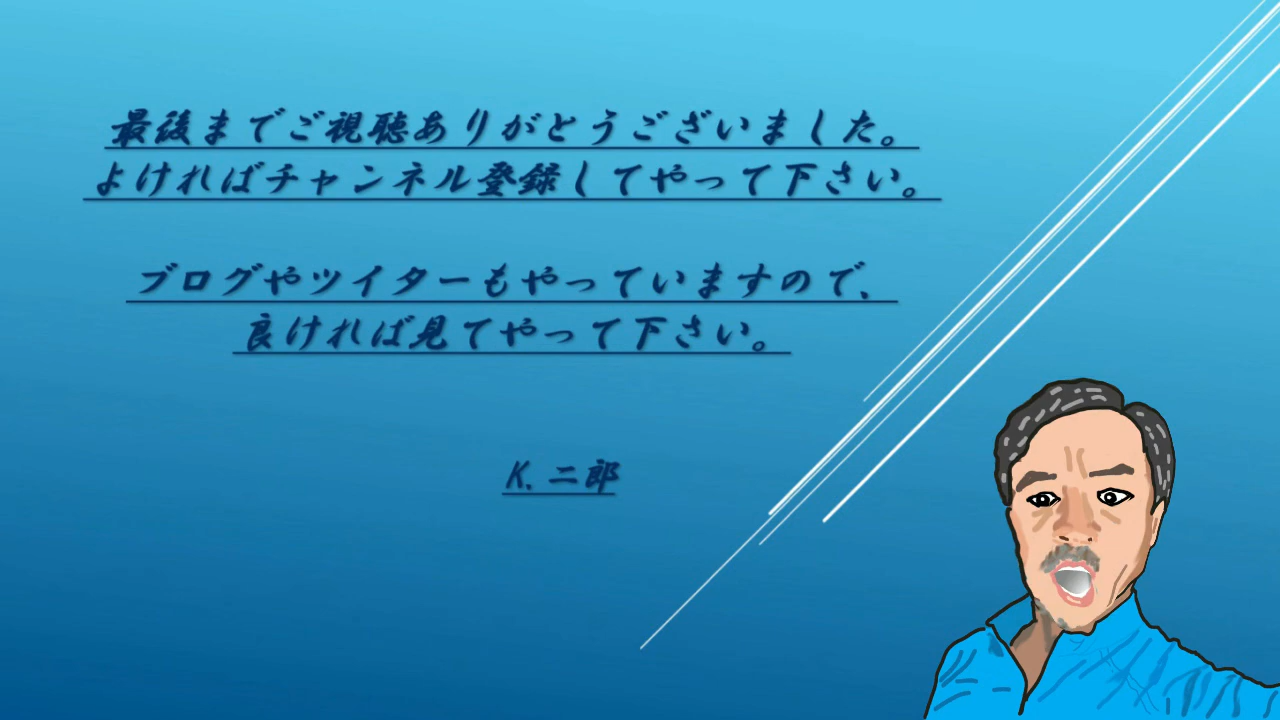 最後までご視聴ありがとうございました。
よければチャンネル登録してやって下さい。
ブログやツイターもやっていますので、
良ければ見てやって下さい。
K. 二郎